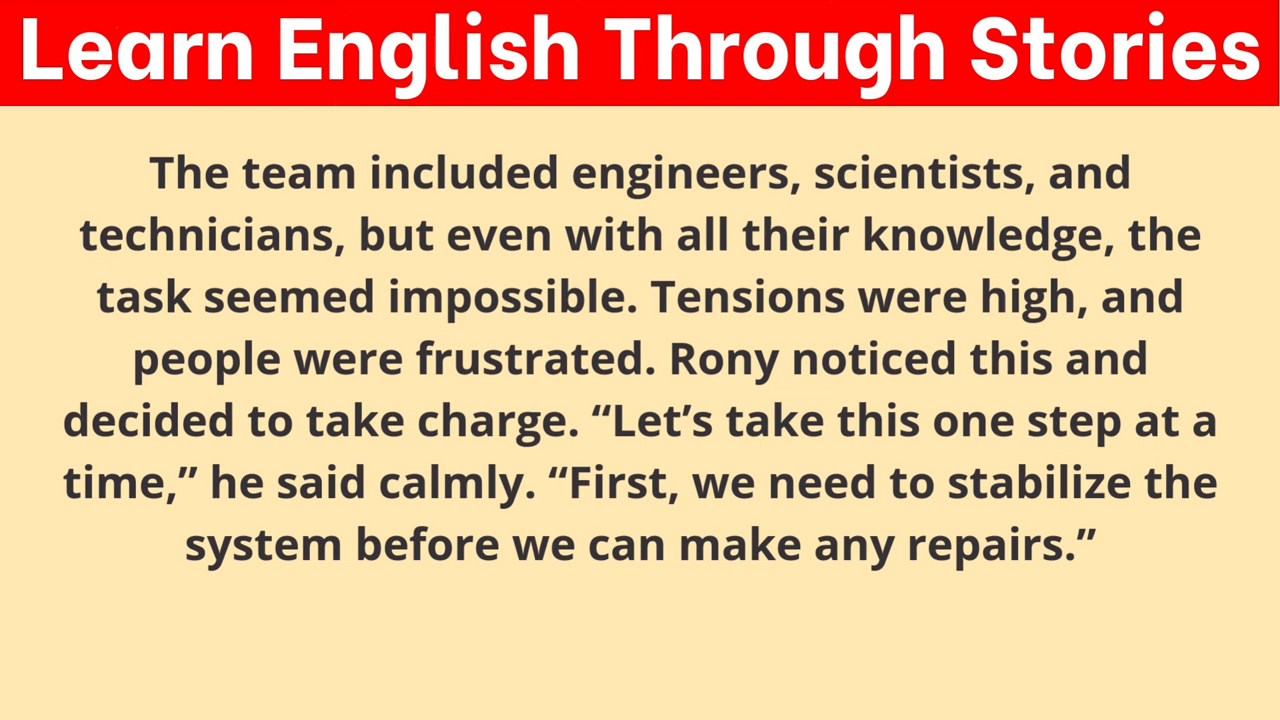 Learn English Through Stories
The team included engineers, scientists, and
technicians, but even with all their knowledge, the
task seemed impossible. Tensions were high, and
people were frustrated. Rony noticed this and
decided to take charge. “Let’s take this one step at a
time,” he said calmly. “First, we need to stabilize the
system before we can make any repairs.”